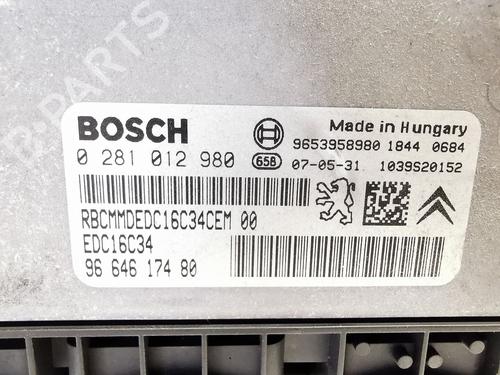 B-PARTS
BOSCH
Made in Hungary
9653958980 1844 0684
0 281 012 980
658
07-05-31
1039S20152
RBCMMDEDC16C34CEM 00
EDC16C34
96 646 174 80